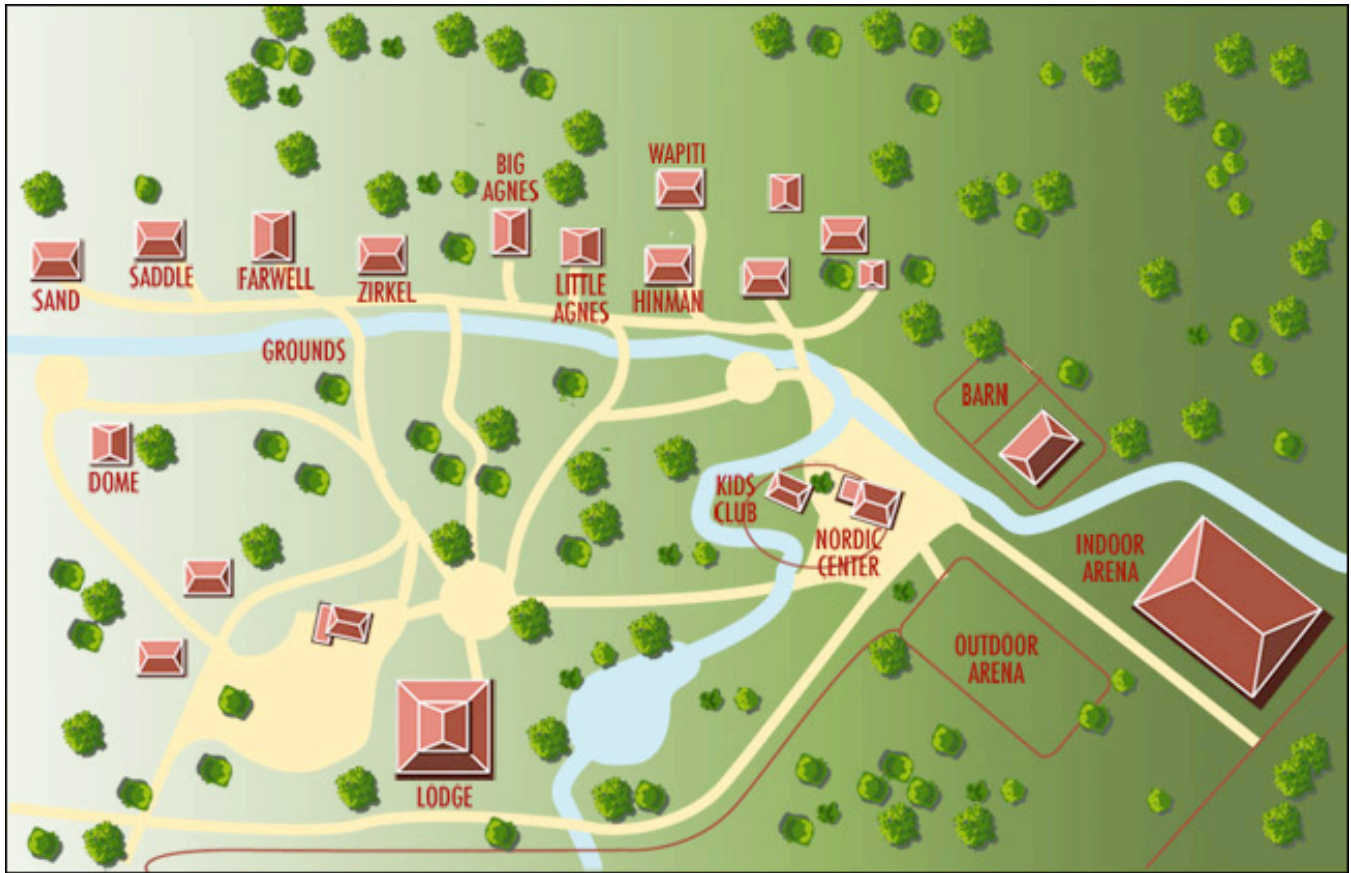 WAPITI
BIG
AGNES
SADDLE
FARWELL
ZIRKEL
SAND
LITTLE
AGNES
HINMAN
GROUNDS
BARN
DOME
KIDS
CLUB
NORDIC
CENTER
INDOOR
ARENA
OUTDOOR
ARENA
LODGE